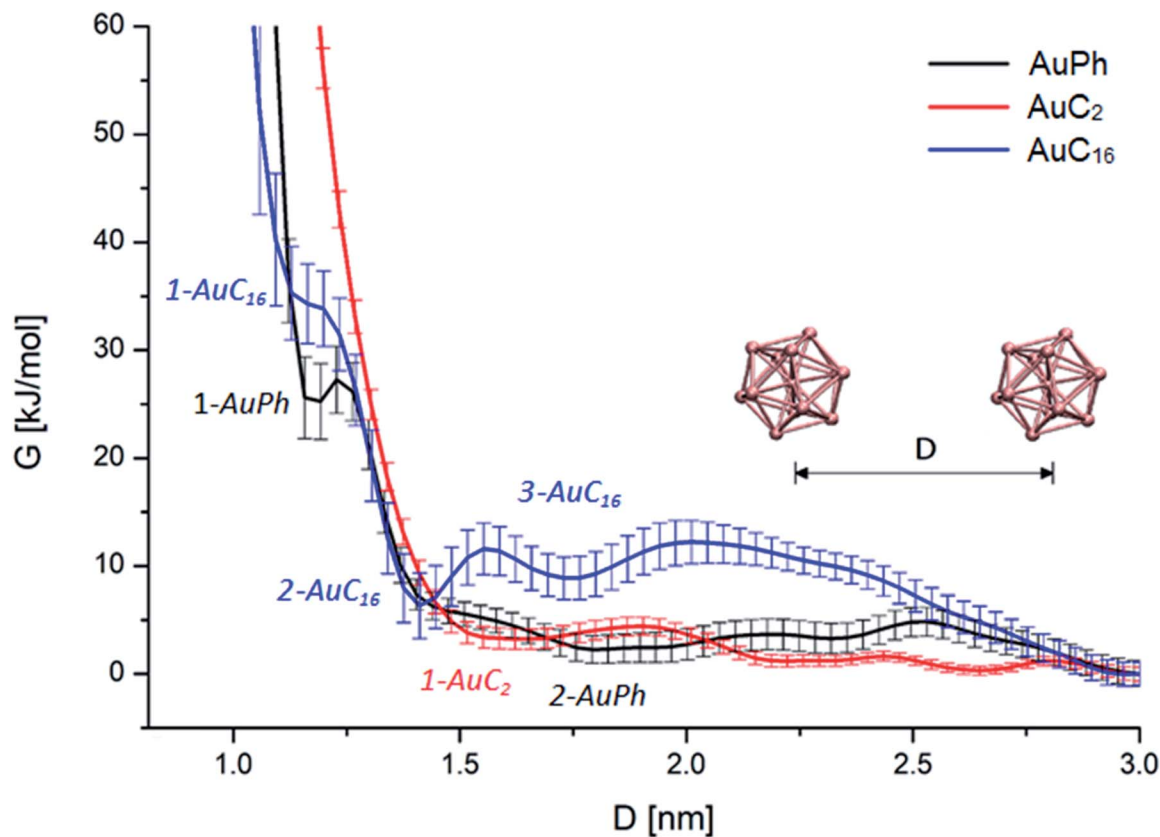 60
50
40
30
20
10
0
G [kJ/mol]
AuPh
AuC₂
AuC₁₆
1-AuC₁₆
1-AuPh
D
3-AuC₁₆
2-AuC₁₆
1-AuC₂
2-AuPh
1.0 1.5 2.0 2.5 3.0
D [nm]